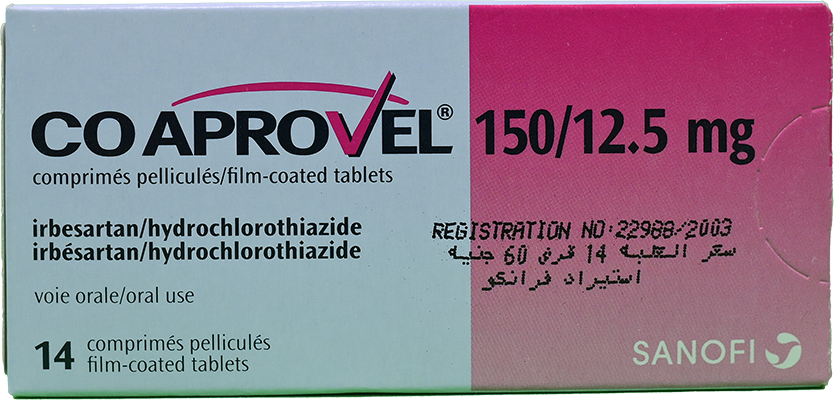 CO APROVEL® 150/12.5 mg
comprimés pelliculés/film-coated tablets
irbesartan/hydrochlorothiazide
irbésartan/hydrochlorothiazide
REGISTRATION NO:22988/2003
سعر العلبه 14 قرص 60 جنيه
استيراد فرانكو
voie orale/oral use
14 comprimés pelliculés
film-coated tablets
SANOFI